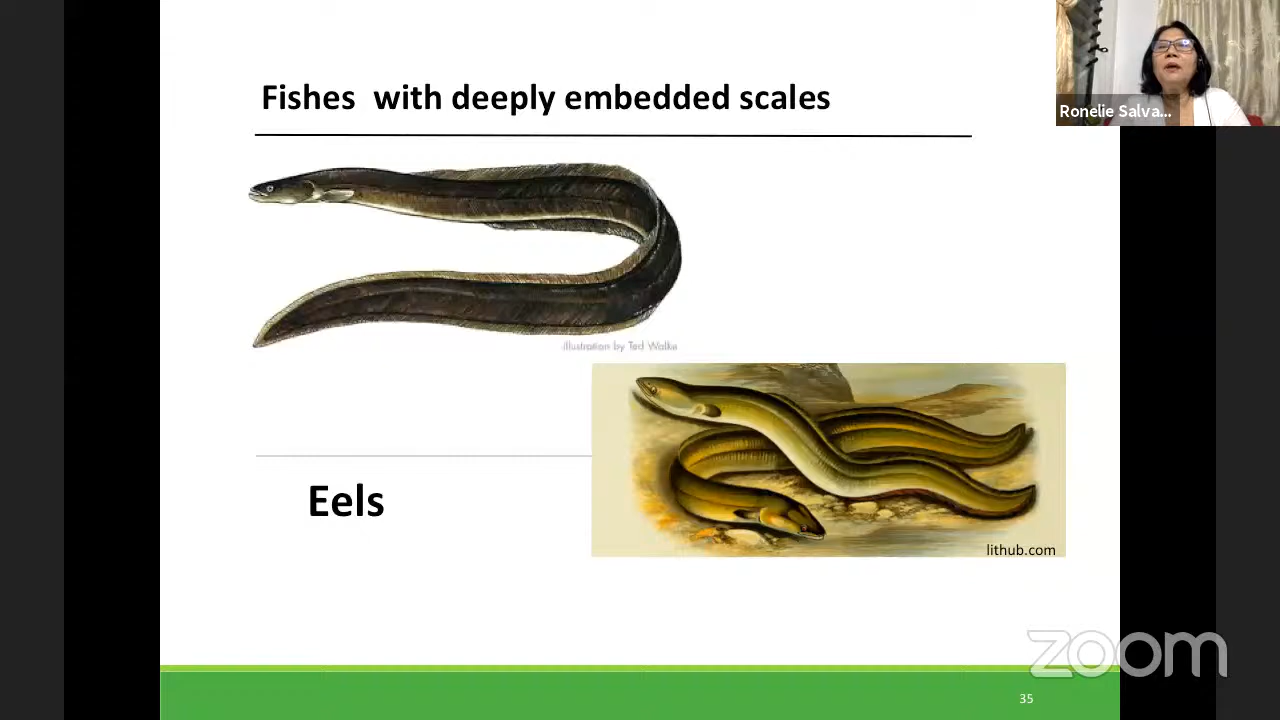 Fishes with deeply embedded scales
Ronelie Salva...
Illustration by Ted Walke
Eels
lithub.com
zoom
35